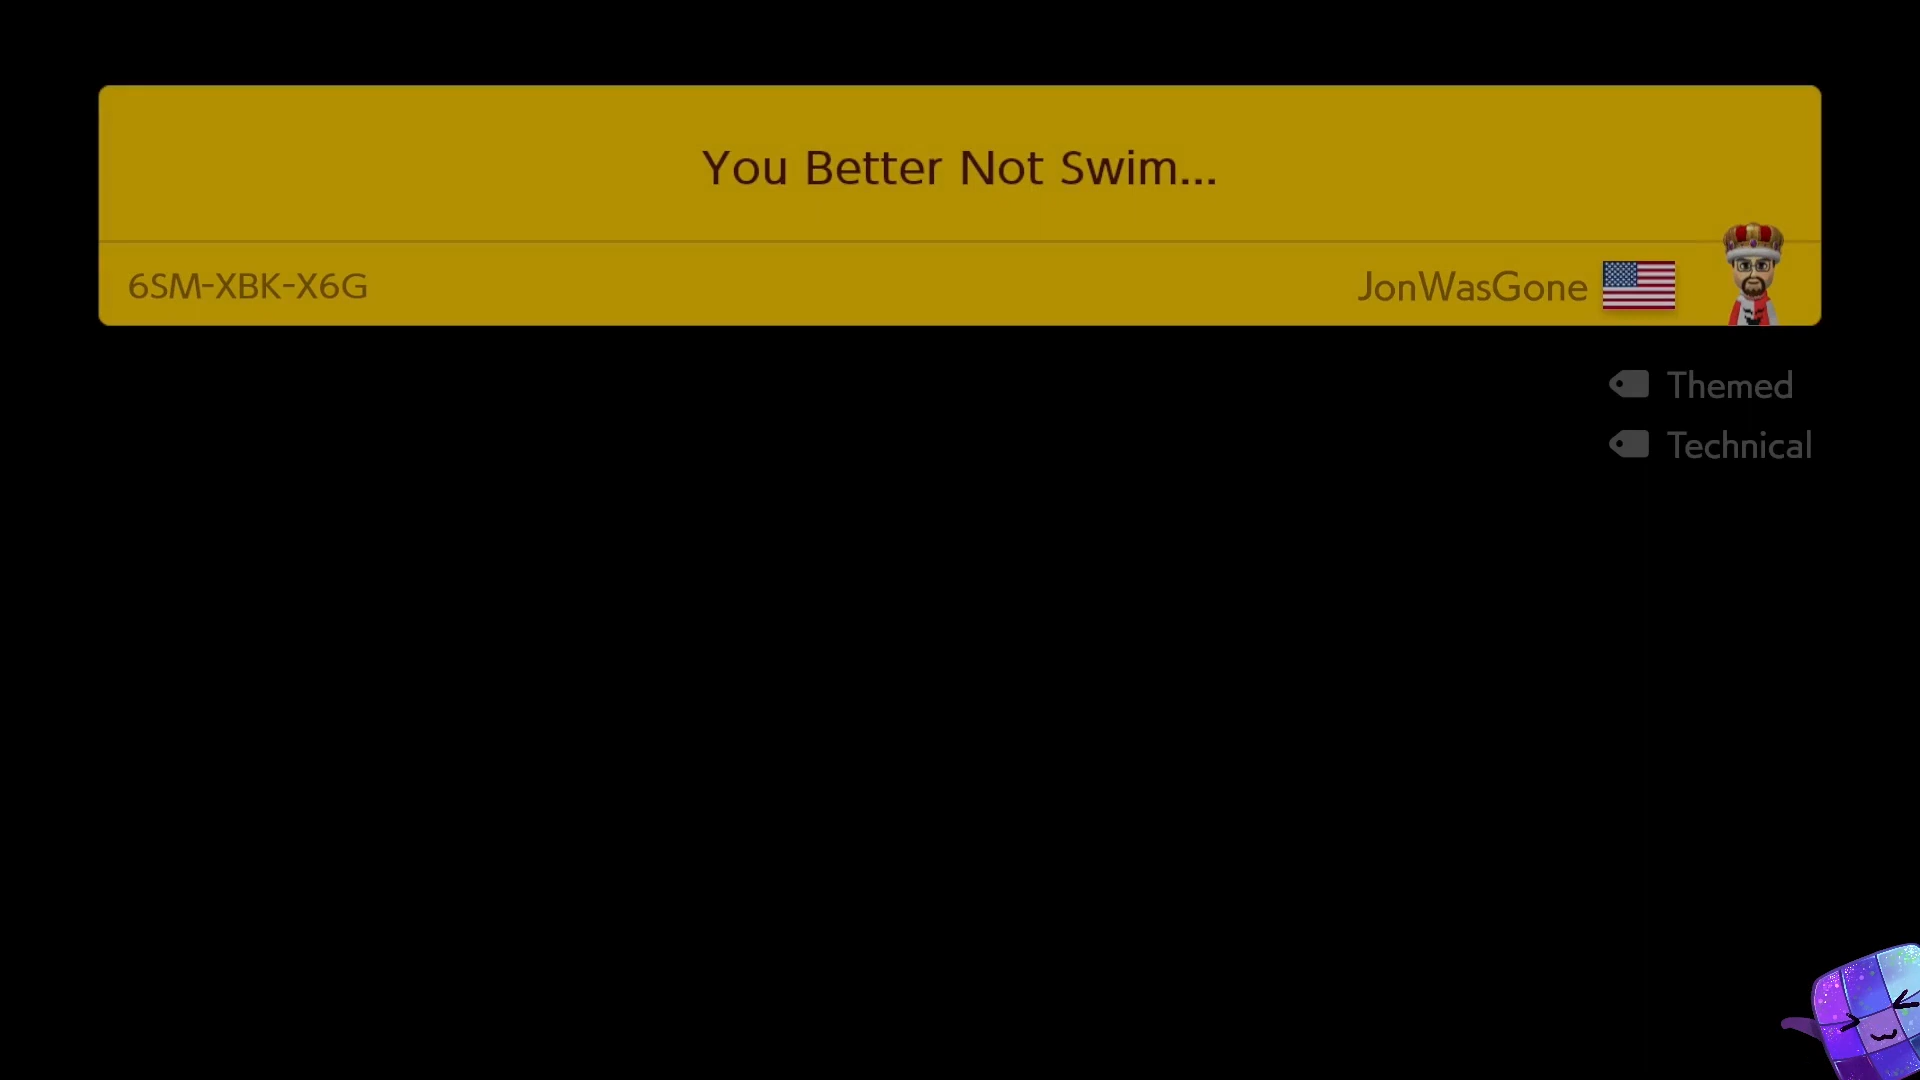 You Better Not Swim...
6SM-XBK-X6G
JonWasGone
Themed
Technical